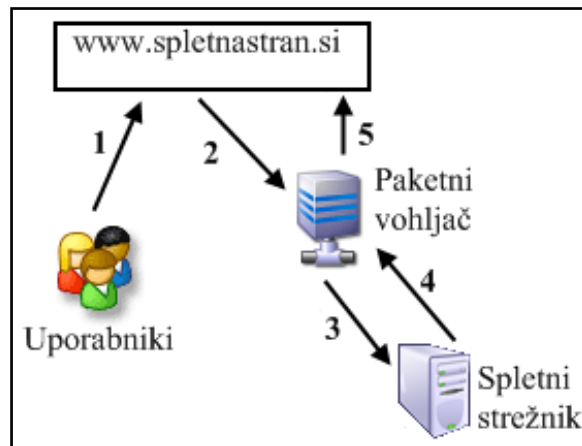 www.spletnastran.si
1
2
5
Paketni
vohljač
Uporabniki
3
4
Spletni
strežnik